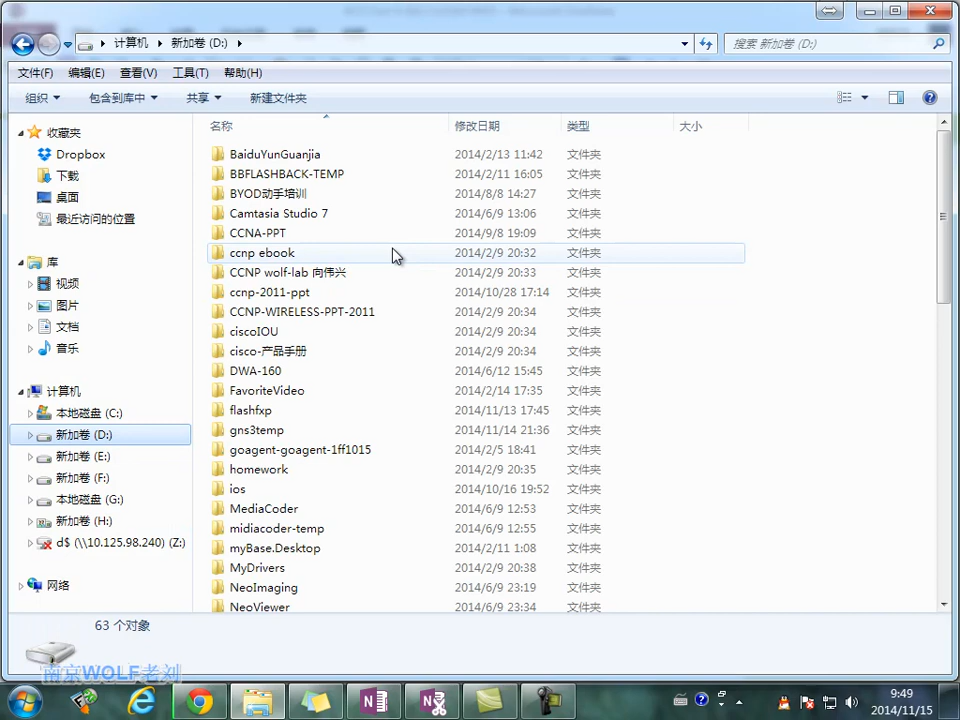 计算机 新加卷 (D:) 搜索 新加卷 (D:)
文件(F) 编辑(E) 查看(V) 工具(T) 帮助(H)
组织 包含到库中 共享 新建文件夹
收藏夹
Dropbox
下载
桌面
最近访问的位置
库
视频
图片
文档
音乐
计算机
本地磁盘 (C:)
新加卷 (D:)
新加卷 (E:)
新加卷 (F:)
本地磁盘 (G:)
新加卷 (H:)
d$ (\\10.125.98.240) (Z:)
网络
名称 修改日期 类型 大小
BaiduYunGuanjia 2014/2/13 11:42 文件夹
BBFLASHBACK-TEMP 2014/2/11 16:05 文件夹
BYOD动手培训 2014/8/8 14:27 文件夹
Camtasia Studio 7 2014/6/9 13:06 文件夹
CCNA-PPT 2014/9/8 19:09 文件夹
ccnp ebook 2014/2/9 20:32 文件夹
CCNP wolf-lab 向伟兴 2014/2/9 20:33 文件夹
ccnp-2011-ppt 2014/10/28 17:14 文件夹
CCNP-WIRELESS-PPT-2011 2014/2/9 20:34 文件夹
ciscoIOU 2014/2/9 20:34 文件夹
cisco-产品手册 2014/2/9 20:34 文件夹
DWA-160 2014/6/12 15:45 文件夹
FavoriteVideo 2014/2/14 17:35 文件夹
flashfxp 2014/11/13 17:45 文件夹
gns3temp 2014/11/14 21:36 文件夹
goagent-goagent-1ff1015 2014/2/5 18:41 文件夹
homework 2014/2/9 20:35 文件夹
ios 2014/10/16 19:52 文件夹
MediaCoder 2014/6/9 12:53 文件夹
midiacoder-temp 2014/6/9 12:55 文件夹
myBase.Desktop 2014/2/11 1:08 文件夹
MyDrivers 2014/2/9 20:38 文件夹
NeoImaging 2014/6/9 23:19 文件夹
NeoViewer 2014/6/9 23:34 文件夹
63 个对象
南京WOLF老刘
9:49
2014/11/15